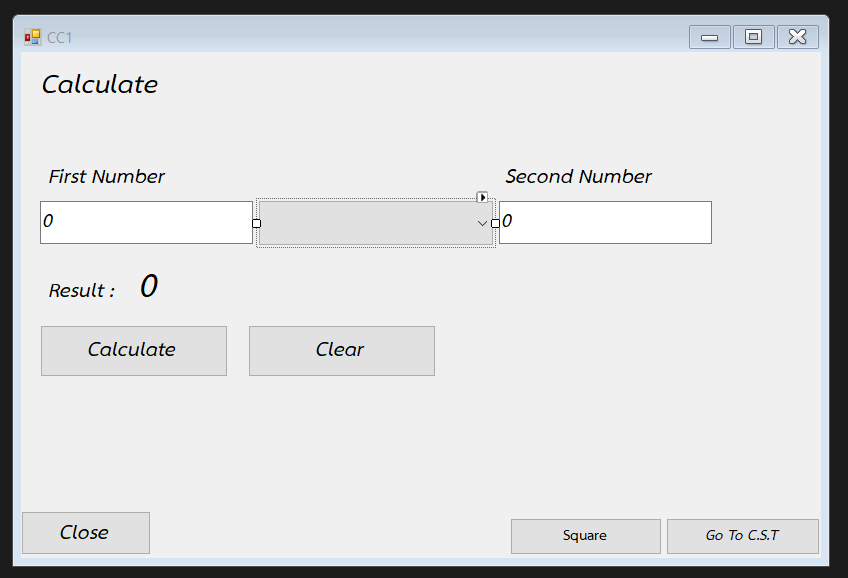 CC1
Calculate
First Number
Second Number
0
0
Result : 0
Calculate
Clear
Close
Square
Go To C.S.T